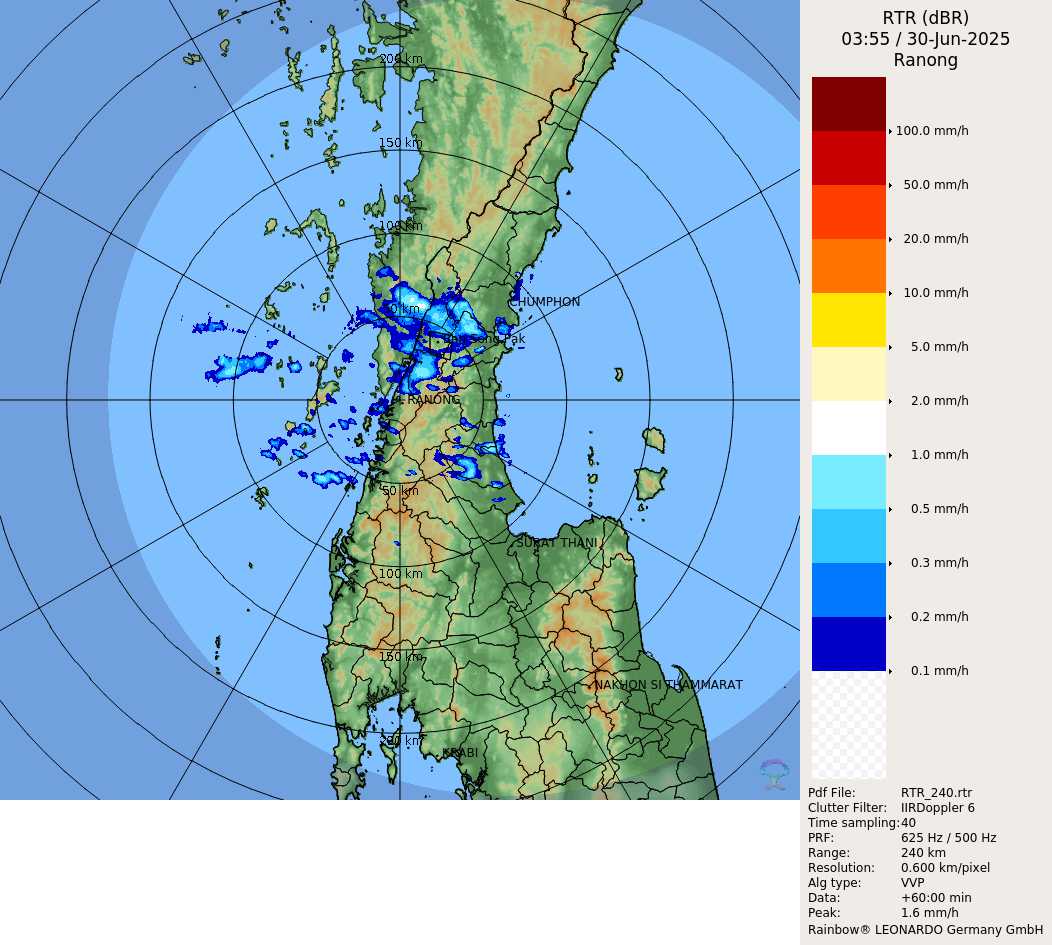 RTR (dBR)
03:55 / 30-Jun-2025
Ranong
100.0 mm/h
50.0 mm/h
20.0 mm/h
10.0 mm/h
5.0 mm/h
2.0 mm/h
1.0 mm/h
0.5 mm/h
0.3 mm/h
0.2 mm/h
0.1 mm/h
200 km
150 km
100 km
CHUMPHON
RANONG
50 km
SURAT THANI
100 km
150 km
NAKHON SI THAMMARAT
200 km
KRABI
Pdf File: RTR_240.rtr
Clutter Filter: IIRDoppler 6
Time sampling: 40
PRF: 625 Hz / 500 Hz
Range: 240 km
Resolution: 0.600 km/pixel
Alg type: VVP
Data: +60:00 min
Peak: 1.6 mm/h
Rainbow® LEONARDO Germany GmbH